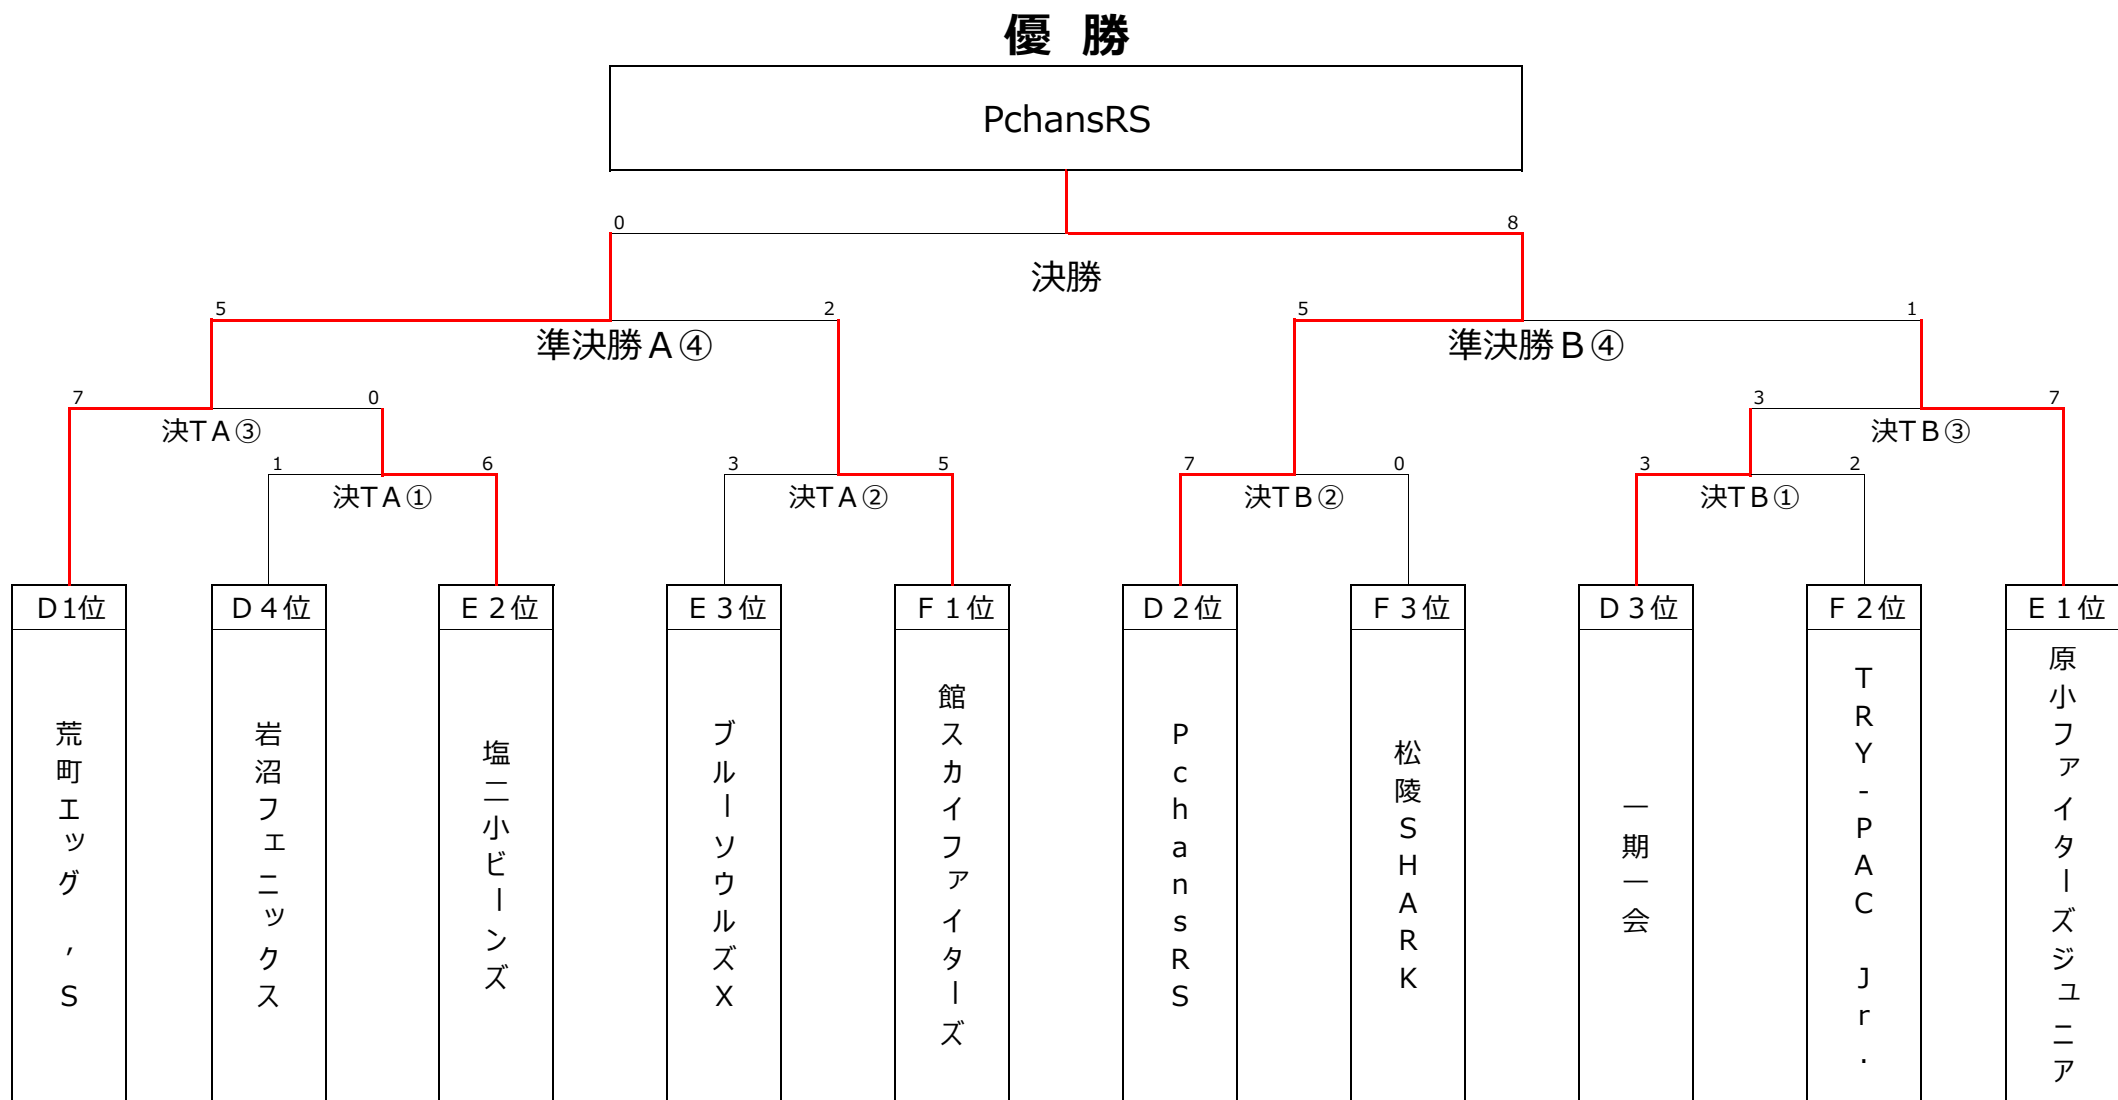 優 勝
PchansRS
0 8
決勝
5 2 5 1
準決勝Ａ④ 準決勝Ｂ④
7 0 3 7
決TＡ③ 決TＢ③
1 6 3 5 7 0 3 2
決TＡ① 決TＡ② 決TＢ② 決TＢ①
Ｄ1位 Ｄ４位 Ｅ２位 Ｅ３位 Ｆ１位 Ｄ２位 Ｆ３位 Ｄ３位 Ｆ２位 Ｅ１位
荒町エッグ’S
岩沼フェニックス
塩二小ビーンズ
ブルーソウルズX
館スカイファイターズ
PchansRS
松陵SHARK
一期一会
TRY-PAC Jr.
原小ファイターズジュニア